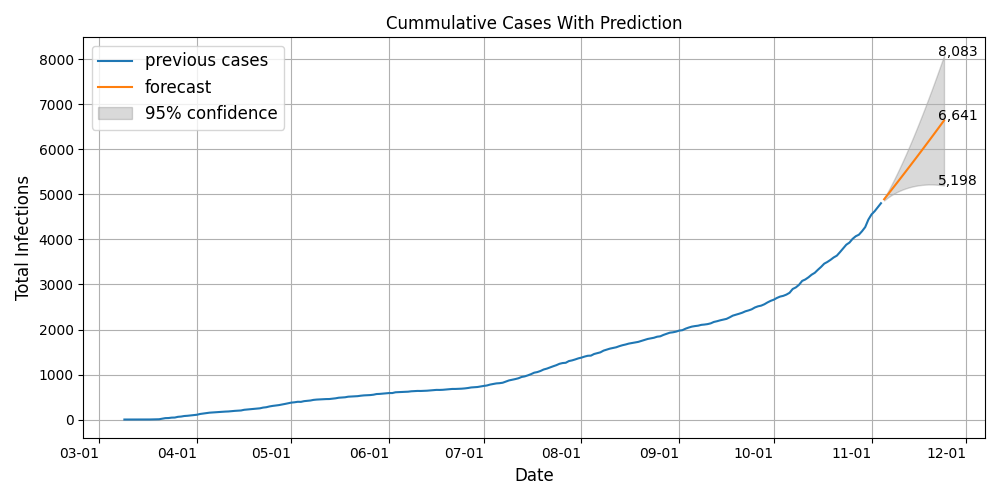 Cummulative Cases With Prediction
previous cases
forecast
95% confidence
8,083
6,641
5,198
8000
7000
6000
5000
4000
3000
2000
1000
0
Total Infections
03-01 04-01 05-01 06-01 07-01 08-01 09-01 10-01 11-01 12-01
Date